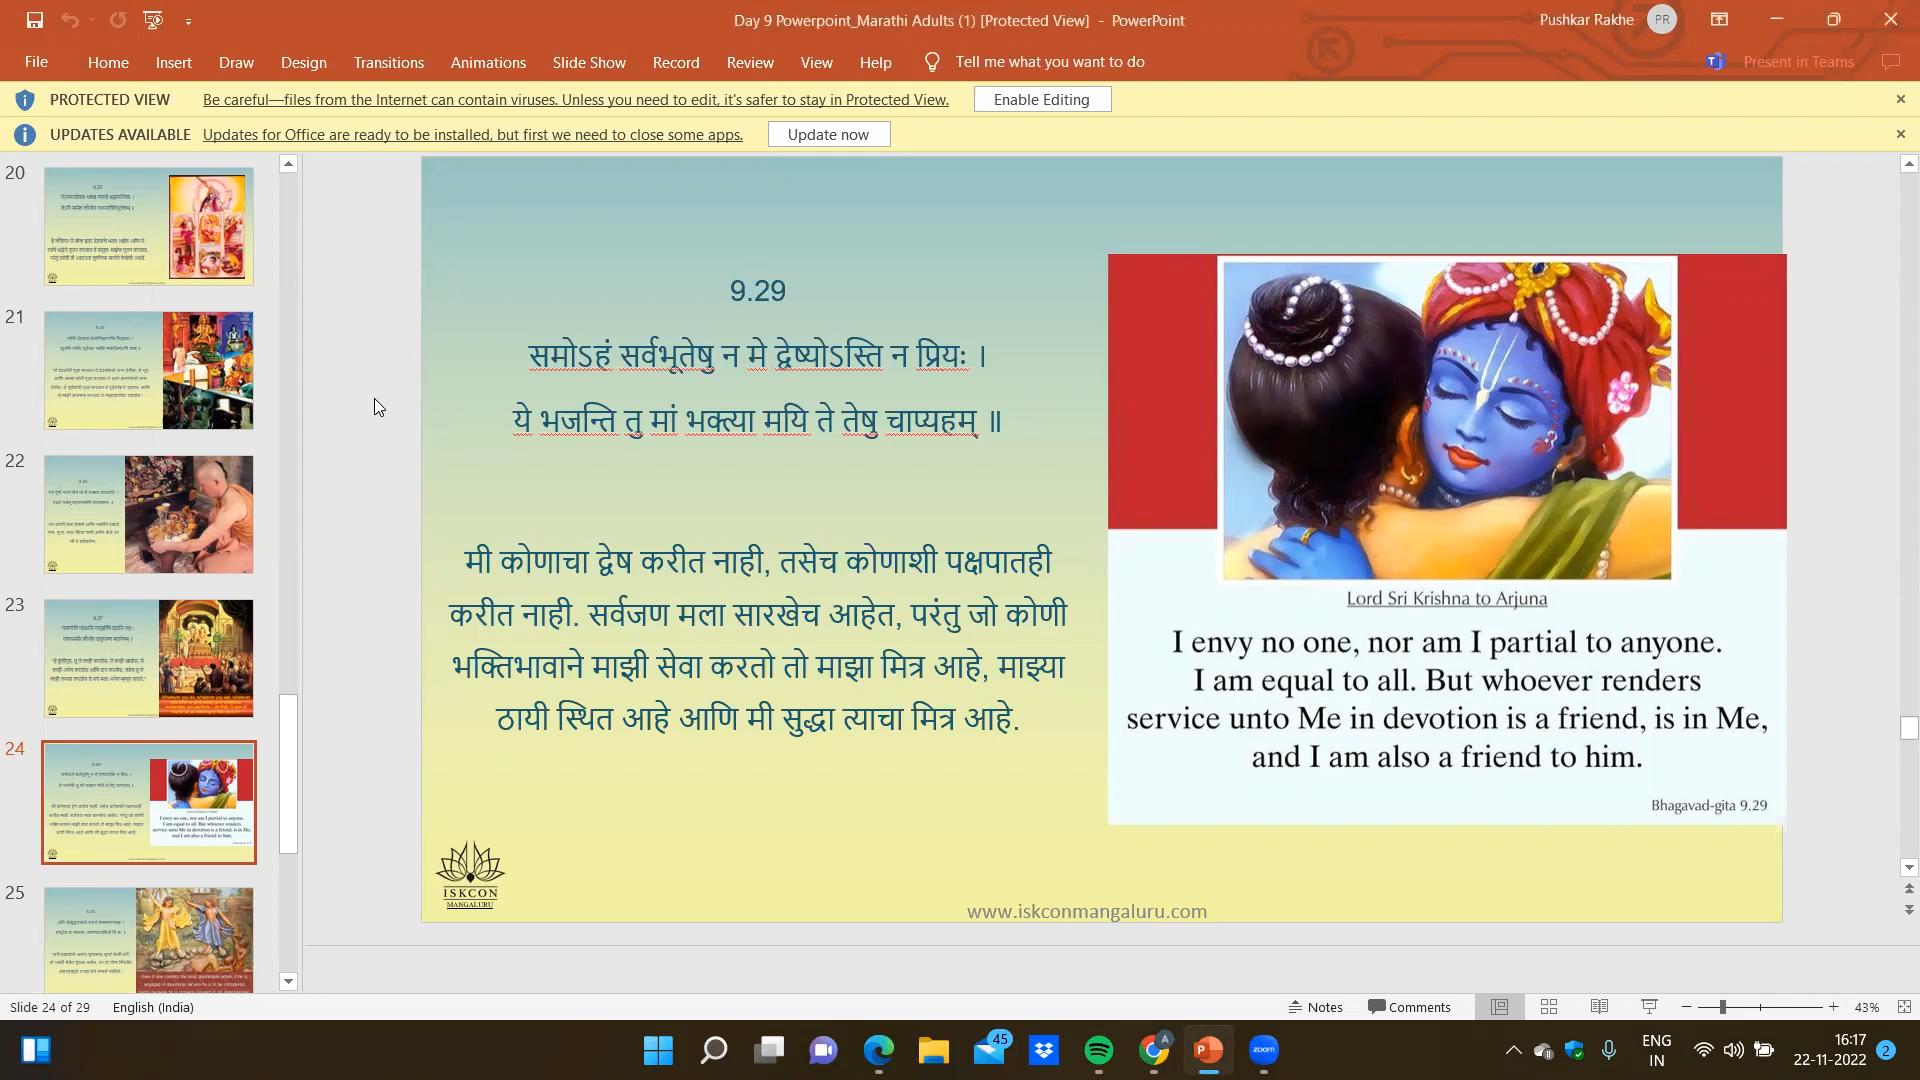 Day 9 Powerpoint_Marathi Adults (1) [Protected View] - PowerPoint
Pushkar Rakhe
PR
File Home Insert Draw Design Transitions Animations Slide Show Record Review View Help Tell me what you want to do
Present in Teams
PROTECTED VIEW Be careful—files from the Internet can contain viruses. Unless you need to edit, it's safer to stay in Protected View. Enable Editing
UPDATES AVAILABLE Updates for Office are ready to be installed, but first we need to close some apps. Update now
20
21
22
23
24
25
9.29
समोऽहं सर्वभूतेषु न मे द्वेष्योऽस्ति न प्रियः ।
ये भजन्ति तु मां भक्त्या मयि ते तेषु चाप्यहम् ॥
मी कोणाचा द्वेष करीत नाही, तसेच कोणाशी पक्षपातही
करीत नाही. सर्वजण मला सारखेच आहेत, परंतु जो कोणी
भक्तिभावाने माझी सेवा करतो तो माझा मित्र आहे, माझ्या
ठायी स्थित आहे आणि मी सुद्धा त्याचा मित्र आहे.
Lord Sri Krishna to Arjuna
I envy no one, nor am I partial to anyone.
I am equal to all. But whoever renders
service unto Me in devotion is a friend, is in Me,
and I am also a friend to him.
Bhagavad-gita 9.29
ISKCON
MANGALURU
www.iskconmangaluru.com
Slide 24 of 29 English (India)
Notes Comments 43%
45
zoom
ENG
IN
16:17
22-11-2022
2